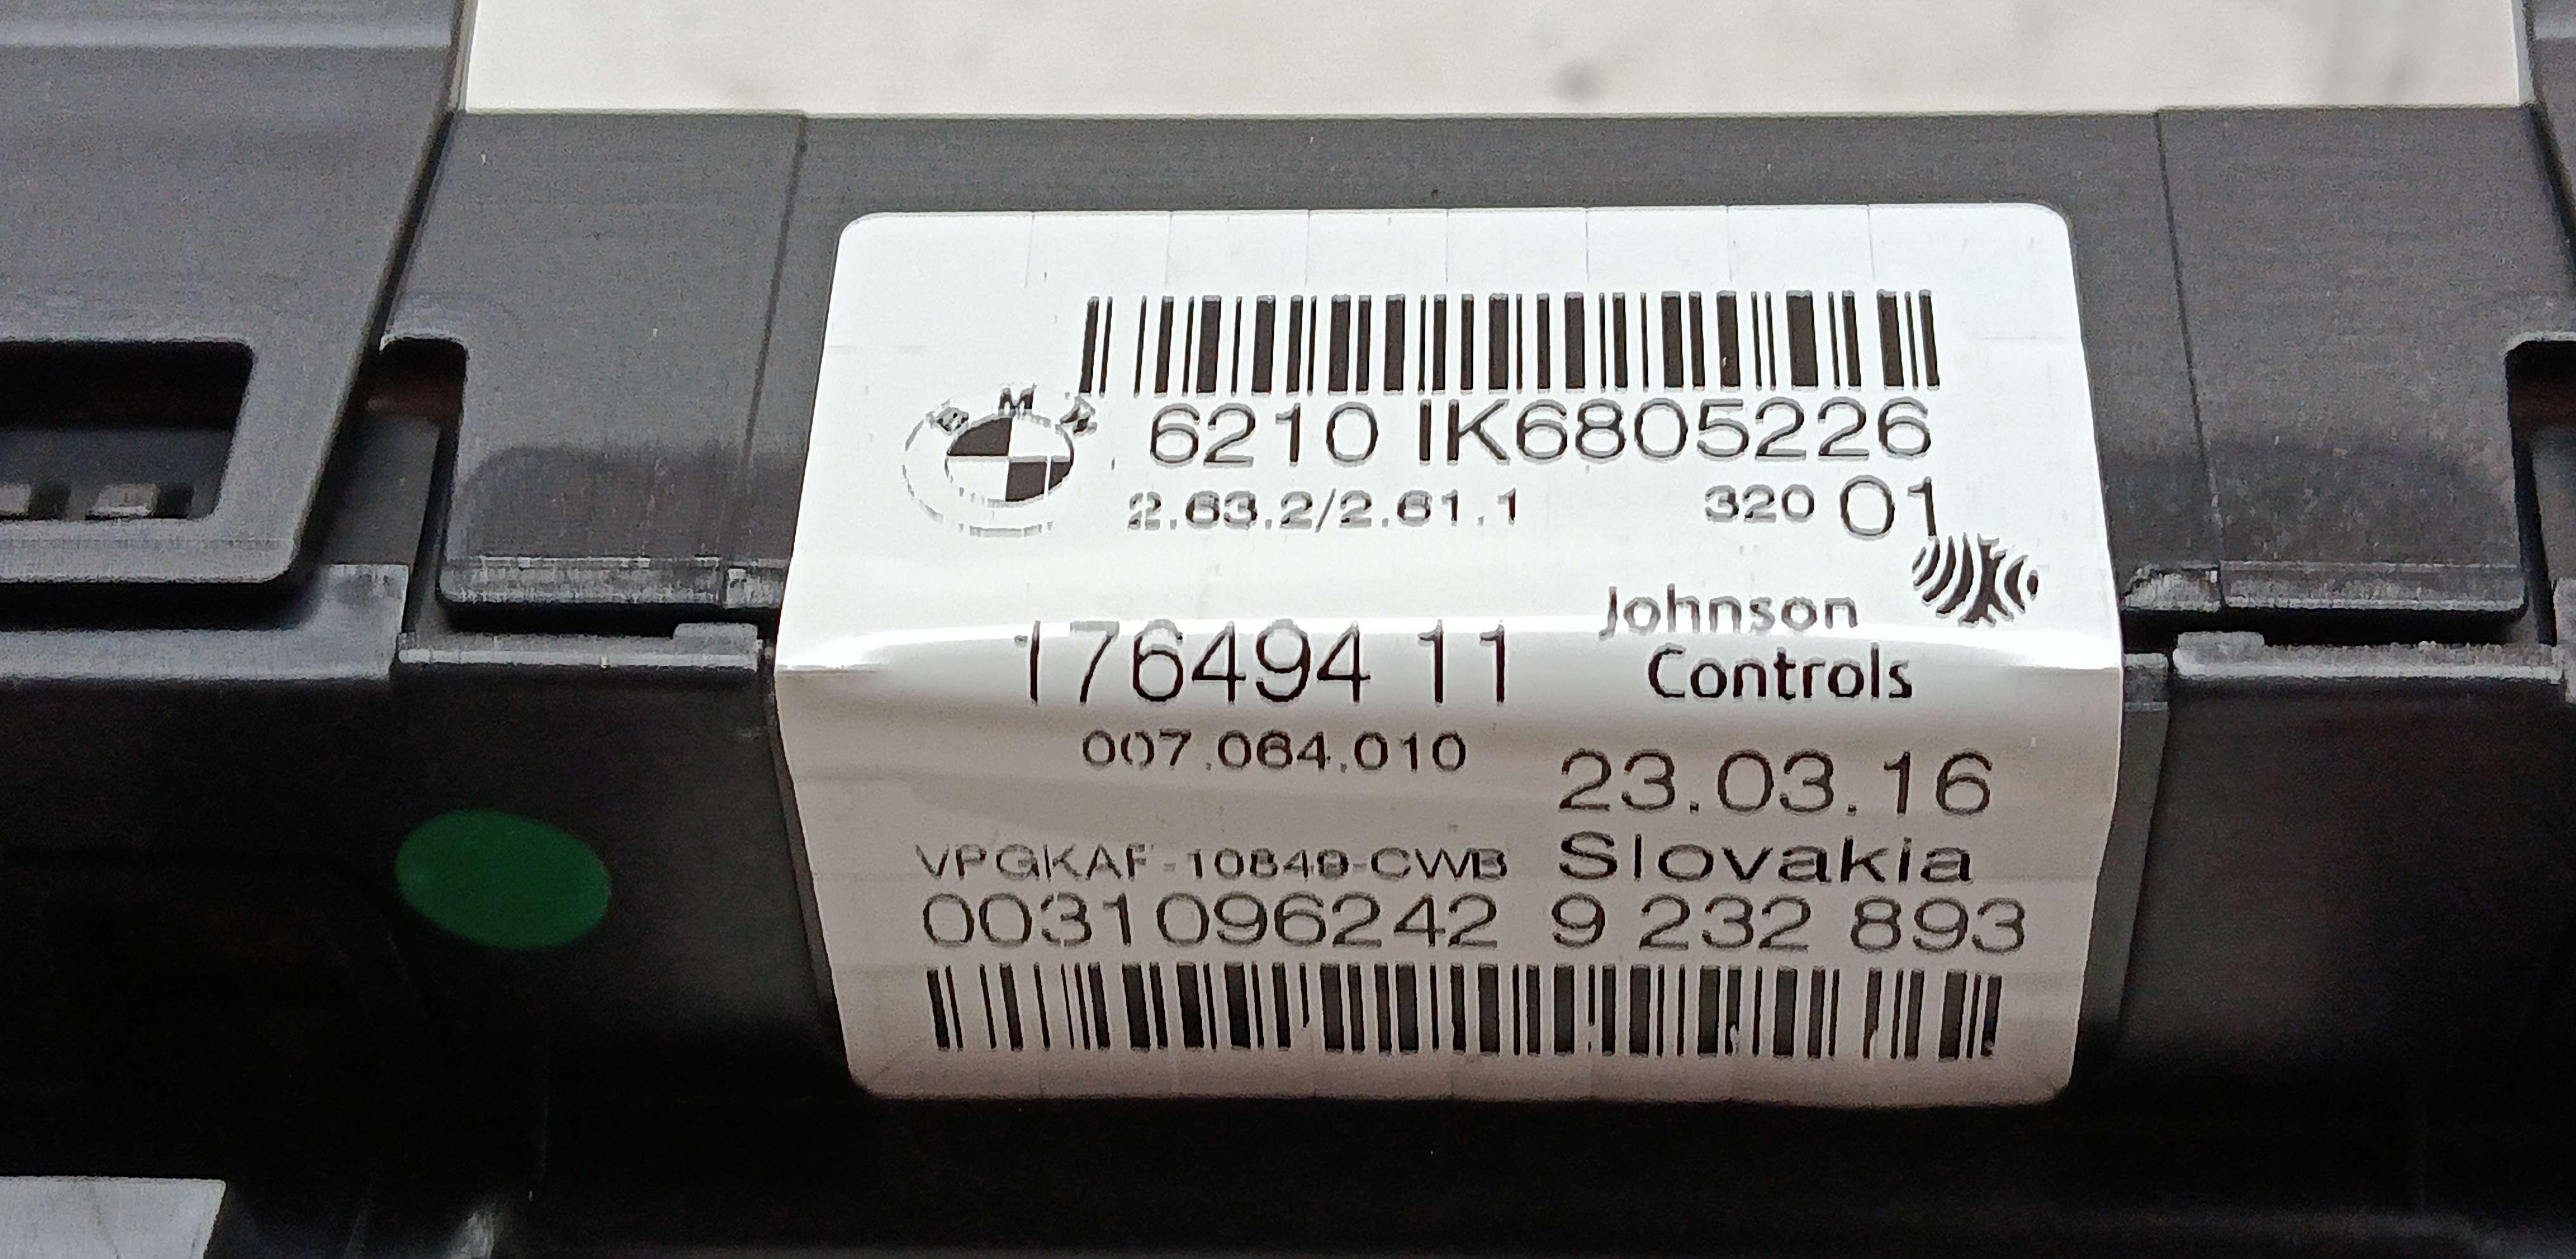 6210 IK6805226
BMW
2.63.2/2.61.1 320 01
Johnson
Controls
176494 11
007.064.010
23.03.16
VPGKAF-10849-CWB Slovakia
0031096242 9 232 893